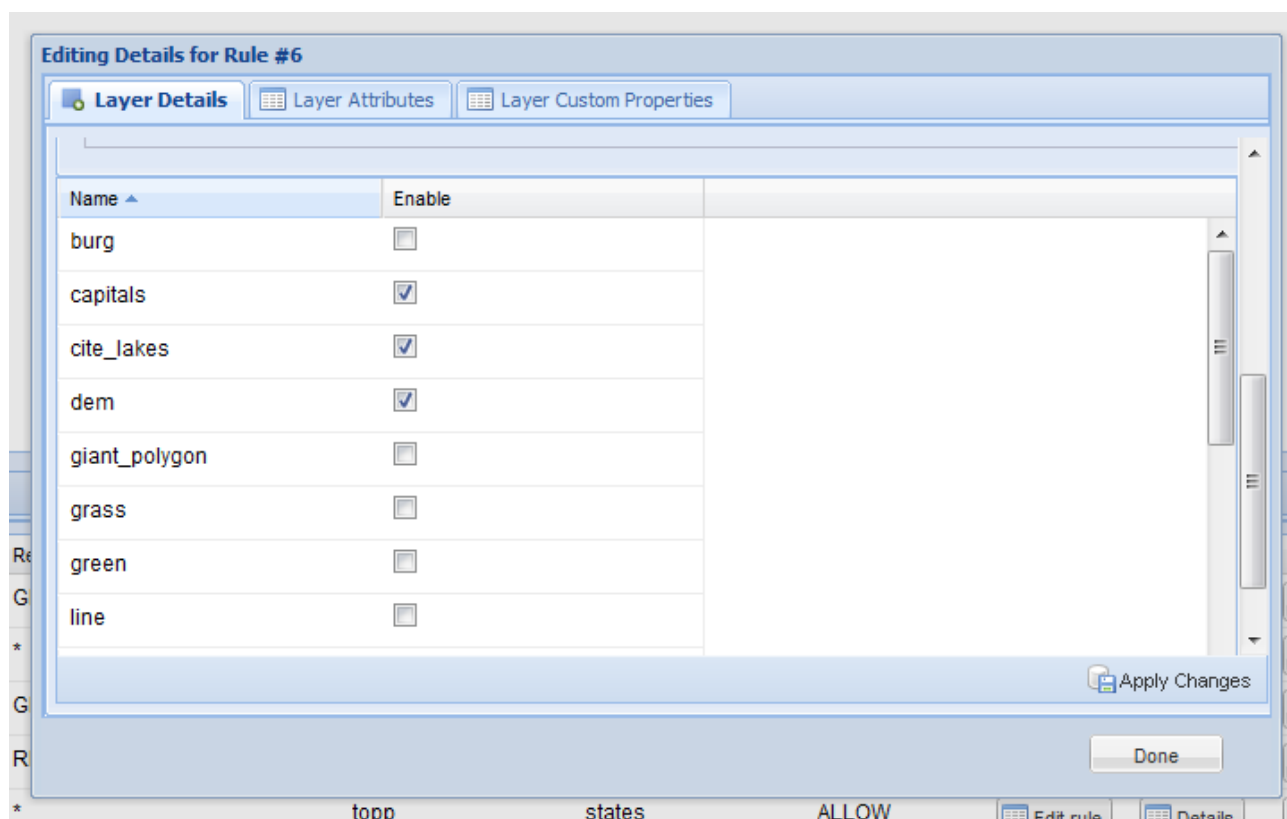 Editing Details for Rule #6
Layer Details Layer Attributes Layer Custom Properties
Name Enable
burg
capitals
cite_lakes
dem
giant_polygon
grass
green
line
Apply Changes
Done
Re
G
*
G
R
* topp states ALLOW Edit rule Details